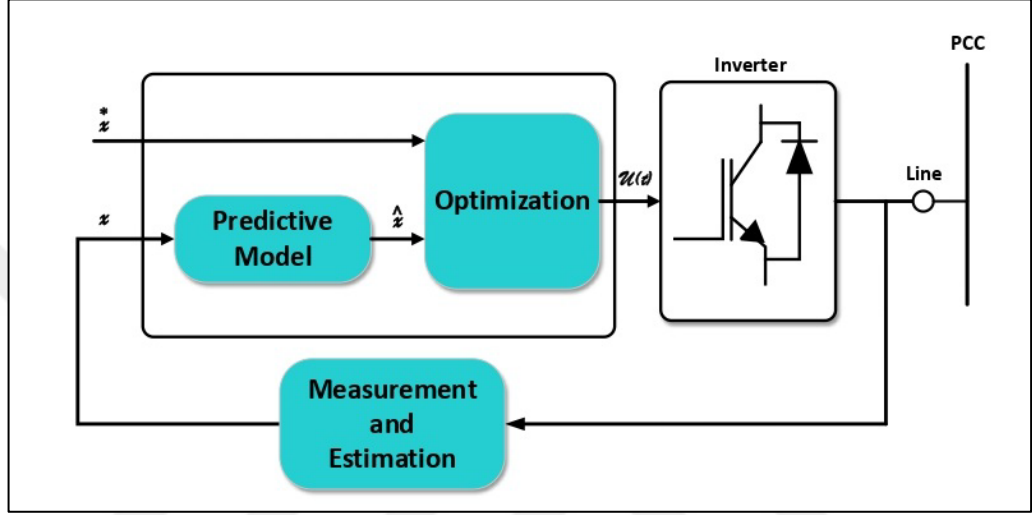 PCC
Inverter
*
x
Optimization
U(t)
Line
x
Predictive
Model
^
x
Measurement
and
Estimation